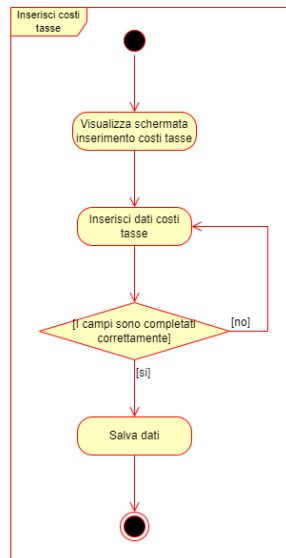 Inserisci costi
tasse
Visualizza schermata
inserimento costi tasse
Inserisci dati costi
tasse
[I campi sono completati
correttamente]
[no]
[si]
Salva dati